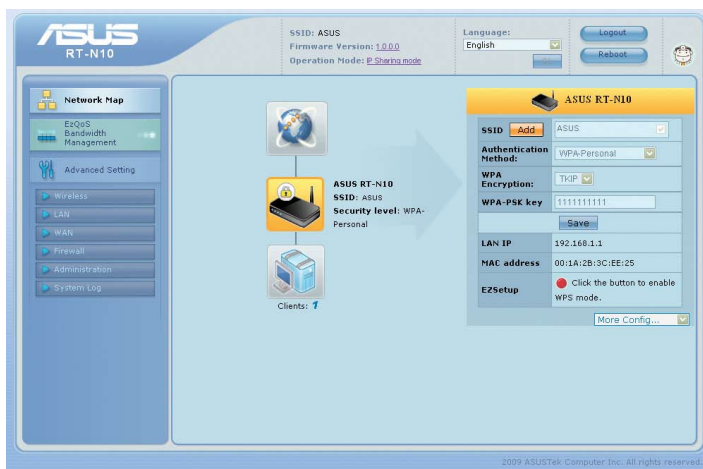 ASUS
RT-N10
SSID: ASUS
Firmware Version: 1.0.0.0
Operation Mode: IP Sharing mode
Language:
English
Logout
Reboot
Network Map
EzQoS
Bandwidth
Management
Advanced Setting
Wireless
LAN
WAN
Firewall
Administration
System Log
ASUS RT-N10
SSID: ASUS
Security level: WPA-
Personal
Clients: 1
ASUS RT-N10
SSID Add ASUS
Authentication
Method: WPA-Personal
WPA
Encryption: TKIP
WPA-PSK key 1111111111
Save
LAN IP 192.168.1.1
MAC address 00:1A:2B:3C:EE:25
EZSetup Click the button to enable
WPS mode.
More Config...
2009 ASUSTek Computer Inc. All rights reserved.